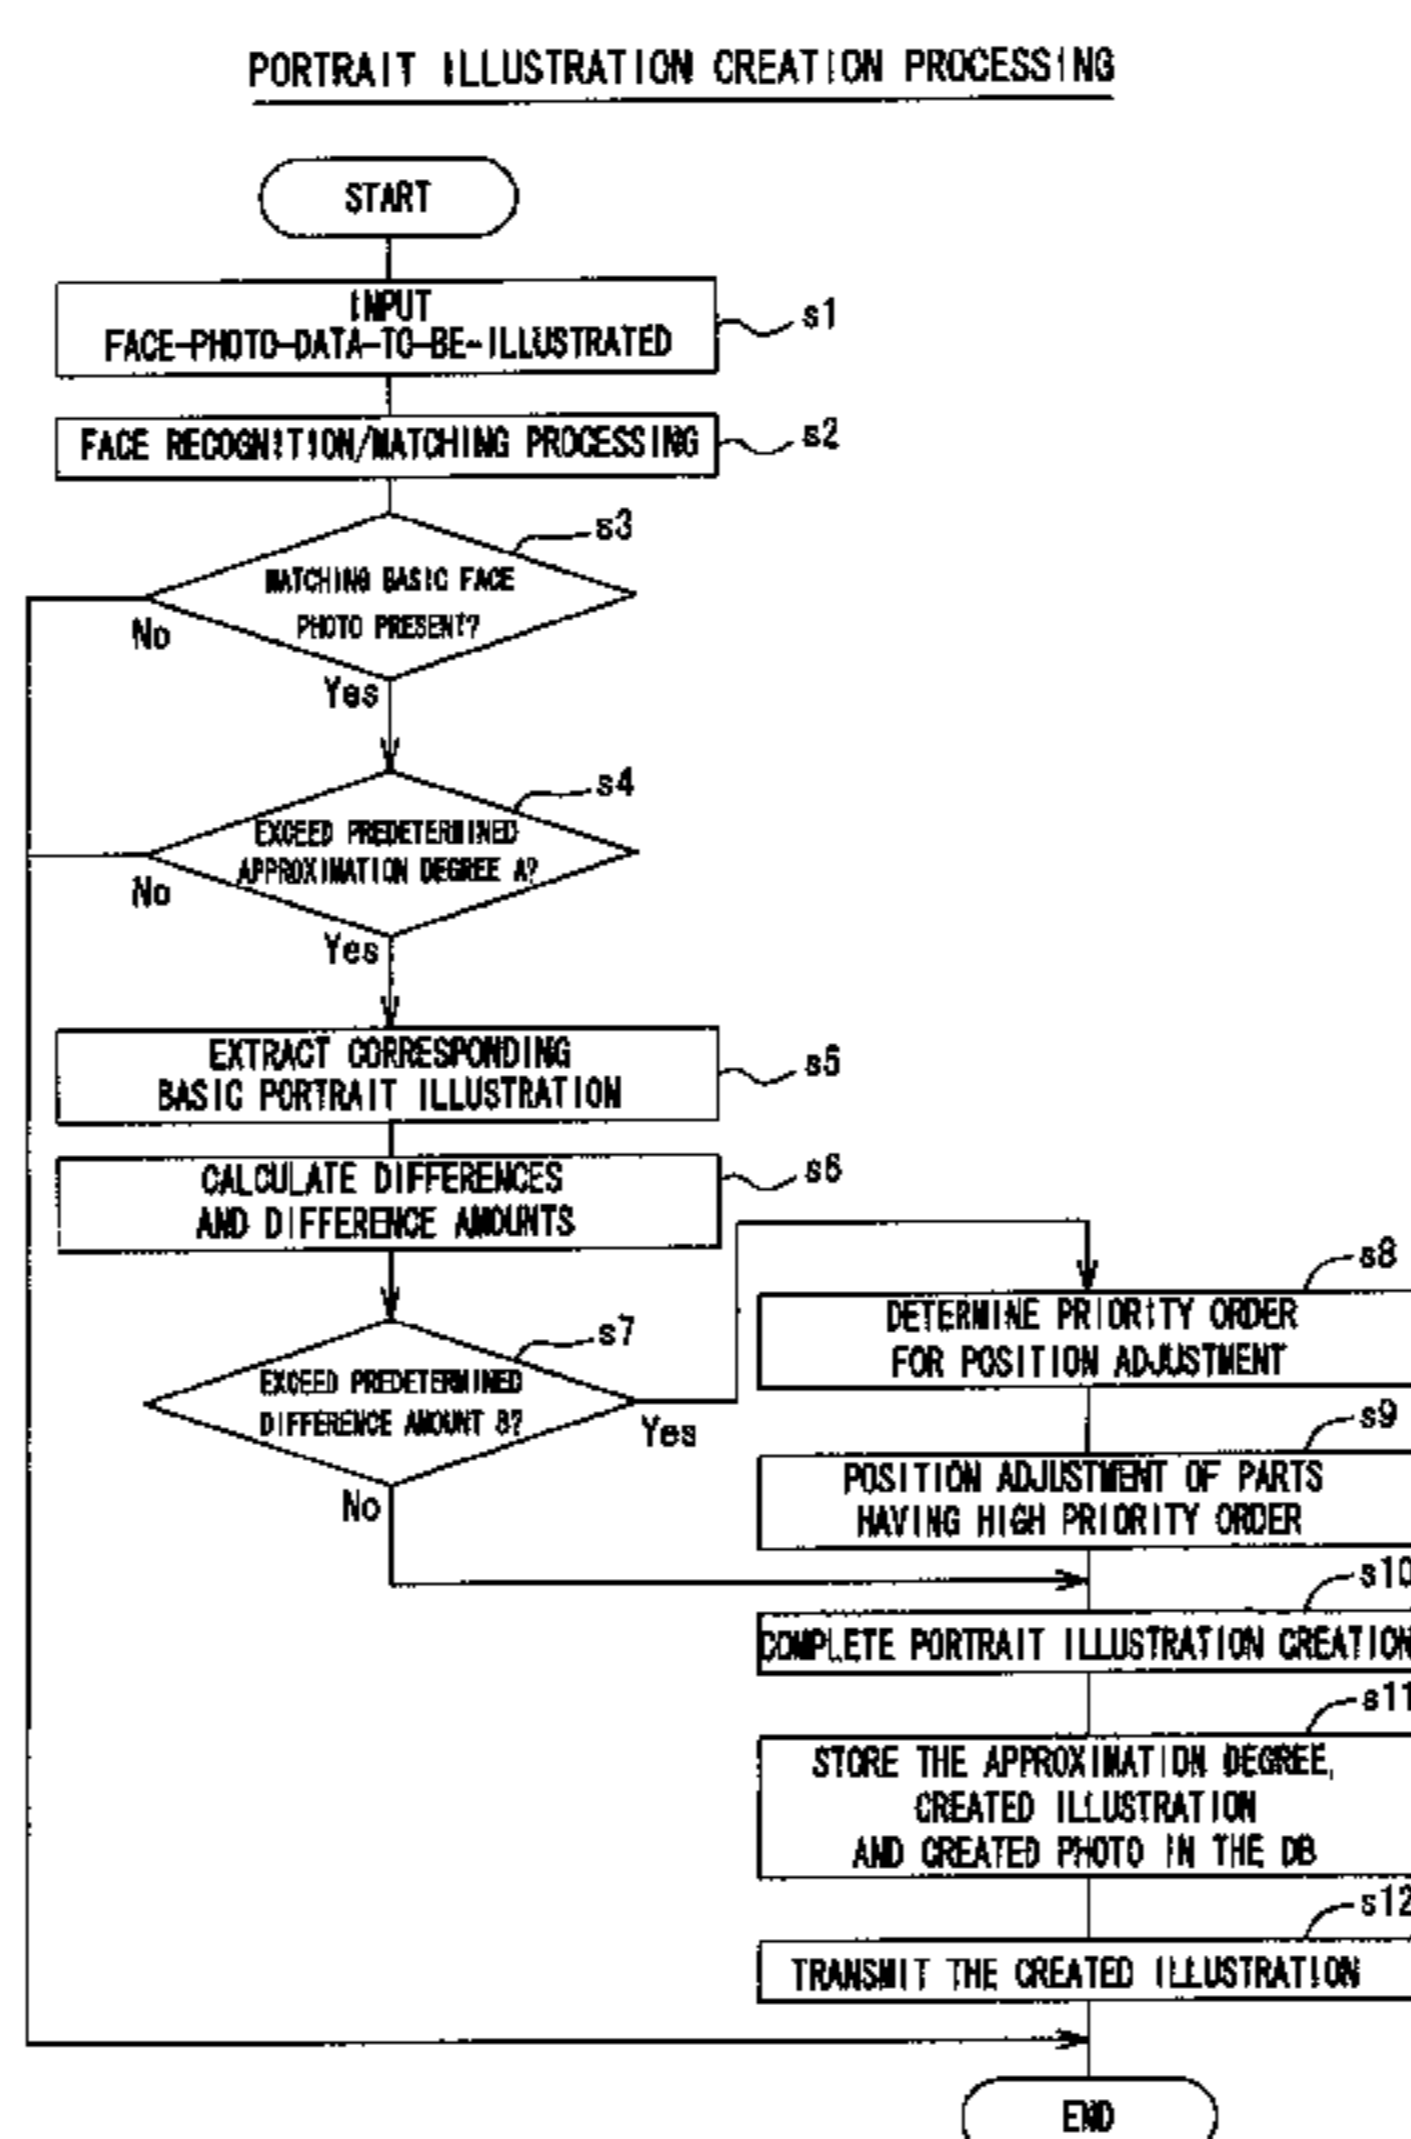 PORTRAIT ILLUSTRATION CREATION PROCESSING
START
INPUT
FACE-PHOTO-DATA-TO-BE-ILLUSTRATED
s1
FACE RECOGNITION/MATCHING PROCESSING
s2
s3
MATCHING BASIC FACE
PHOTO PRESENT?
No
Yes
s4
EXCEED PREDETERMINED
APPROXIMATION DEGREE A?
No
Yes
EXTRACT CORRESPONDING
BASIC PORTRAIT ILLUSTRATION
s5
CALCULATE DIFFERENCES
AND DIFFERENCE AMOUNTS
s6
s7
EXCEED PREDETERMINED
DIFFERENCE AMOUNT B?
Yes
No
s8
DETERMINE PRIORITY ORDER
FOR POSITION ADJUSTMENT
s9
POSITION ADJUSTMENT OF PARTS
HAVING HIGH PRIORITY ORDER
s10
COMPLETE PORTRAIT ILLUSTRATION CREATION
s11
STORE THE APPROXIMATION DEGREE,
CREATED ILLUSTRATION
AND CREATED PHOTO IN THE DB
s12
TRANSMIT THE CREATED ILLUSTRATION
END